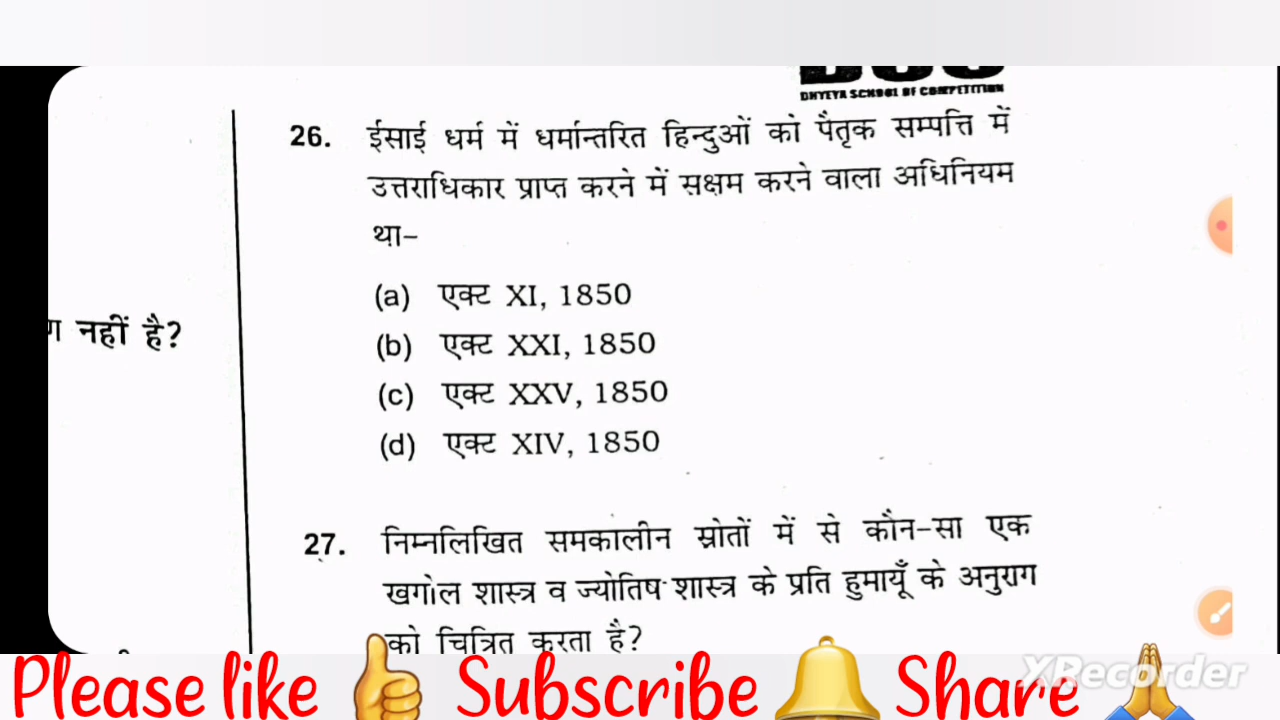 DHYEYA SCHOOL OF COMPETITION
26. ईसाई धर्म में धर्मान्तरित हिन्दुओं को पैतृक सम्पत्ति में
उत्तराधिकार प्राप्त करने में सक्षम करने वाला अधिनियम
था–
(a) एक्ट XI, 1850
(b) एक्ट XXI, 1850
(c) एक्ट XXV, 1850
(d) एक्ट XIV, 1850
नहीं है?
27. निम्नलिखित समकालीन स्रोतों में से कौन-सा एक
खगोल शास्त्र व ज्योतिष शास्त्र के प्रति हुमायूँ के अनुराग
को चित्रित करता है?
Please like Subscribe Share
XRecorder